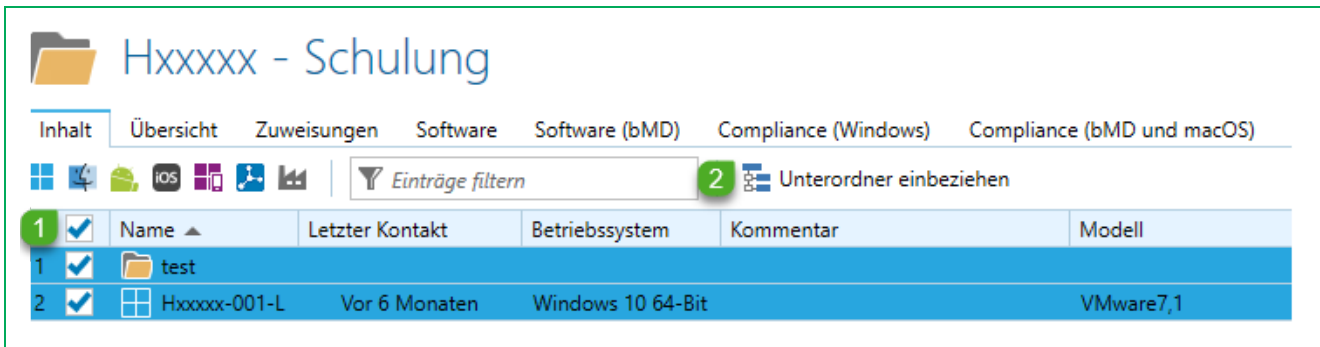 Hxxxxx - Schulung
Inhalt Übersicht Zuweisungen Software Software (bMD) Compliance (Windows) Compliance (bMD und macOS)
iOS Einträge filtern 2 Unterordner einbeziehen
1 Name Letzter Kontakt Betriebssystem Kommentar Modell
1 test
2 Hxxxxx-001-L Vor 6 Monaten Windows 10 64-Bit VMware7,1